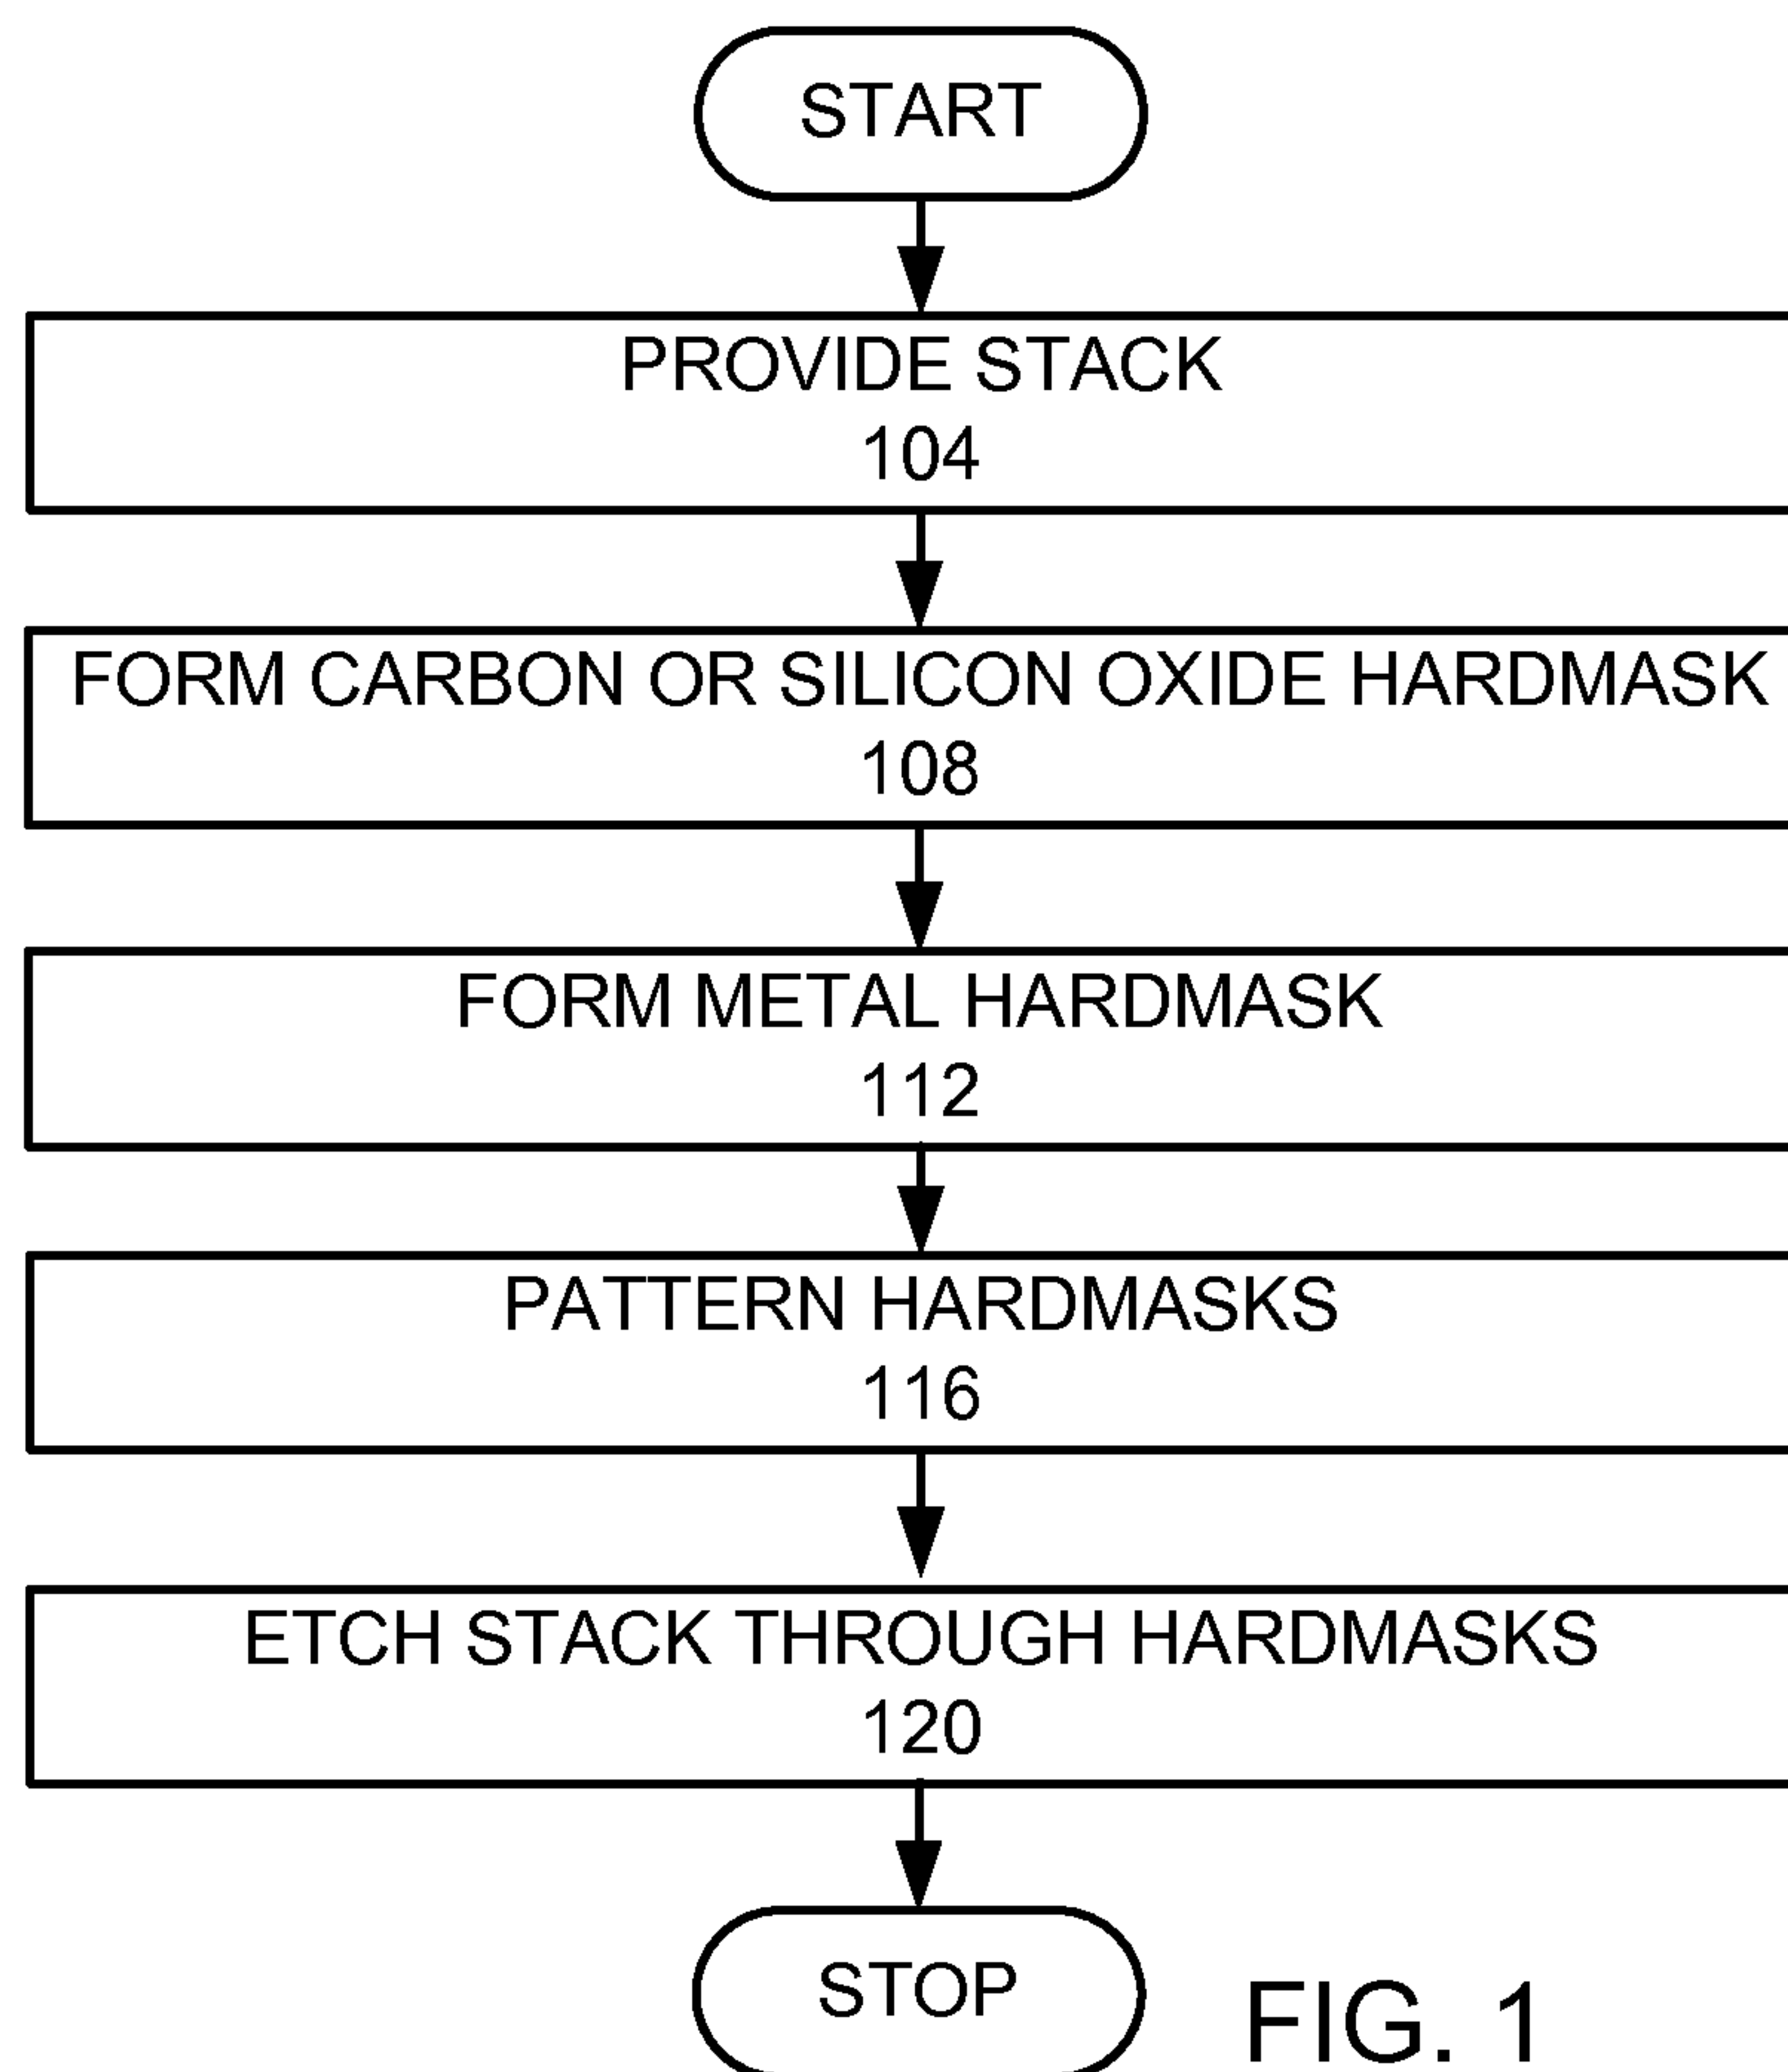 START
PROVIDE STACK
104
FORM CARBON OR SILICON OXIDE HARDMASK
108
FORM METAL HARDMASK
112
PATTERN HARDMASKS
116
ETCH STACK THROUGH HARDMASKS
120
STOP
FIG. 1